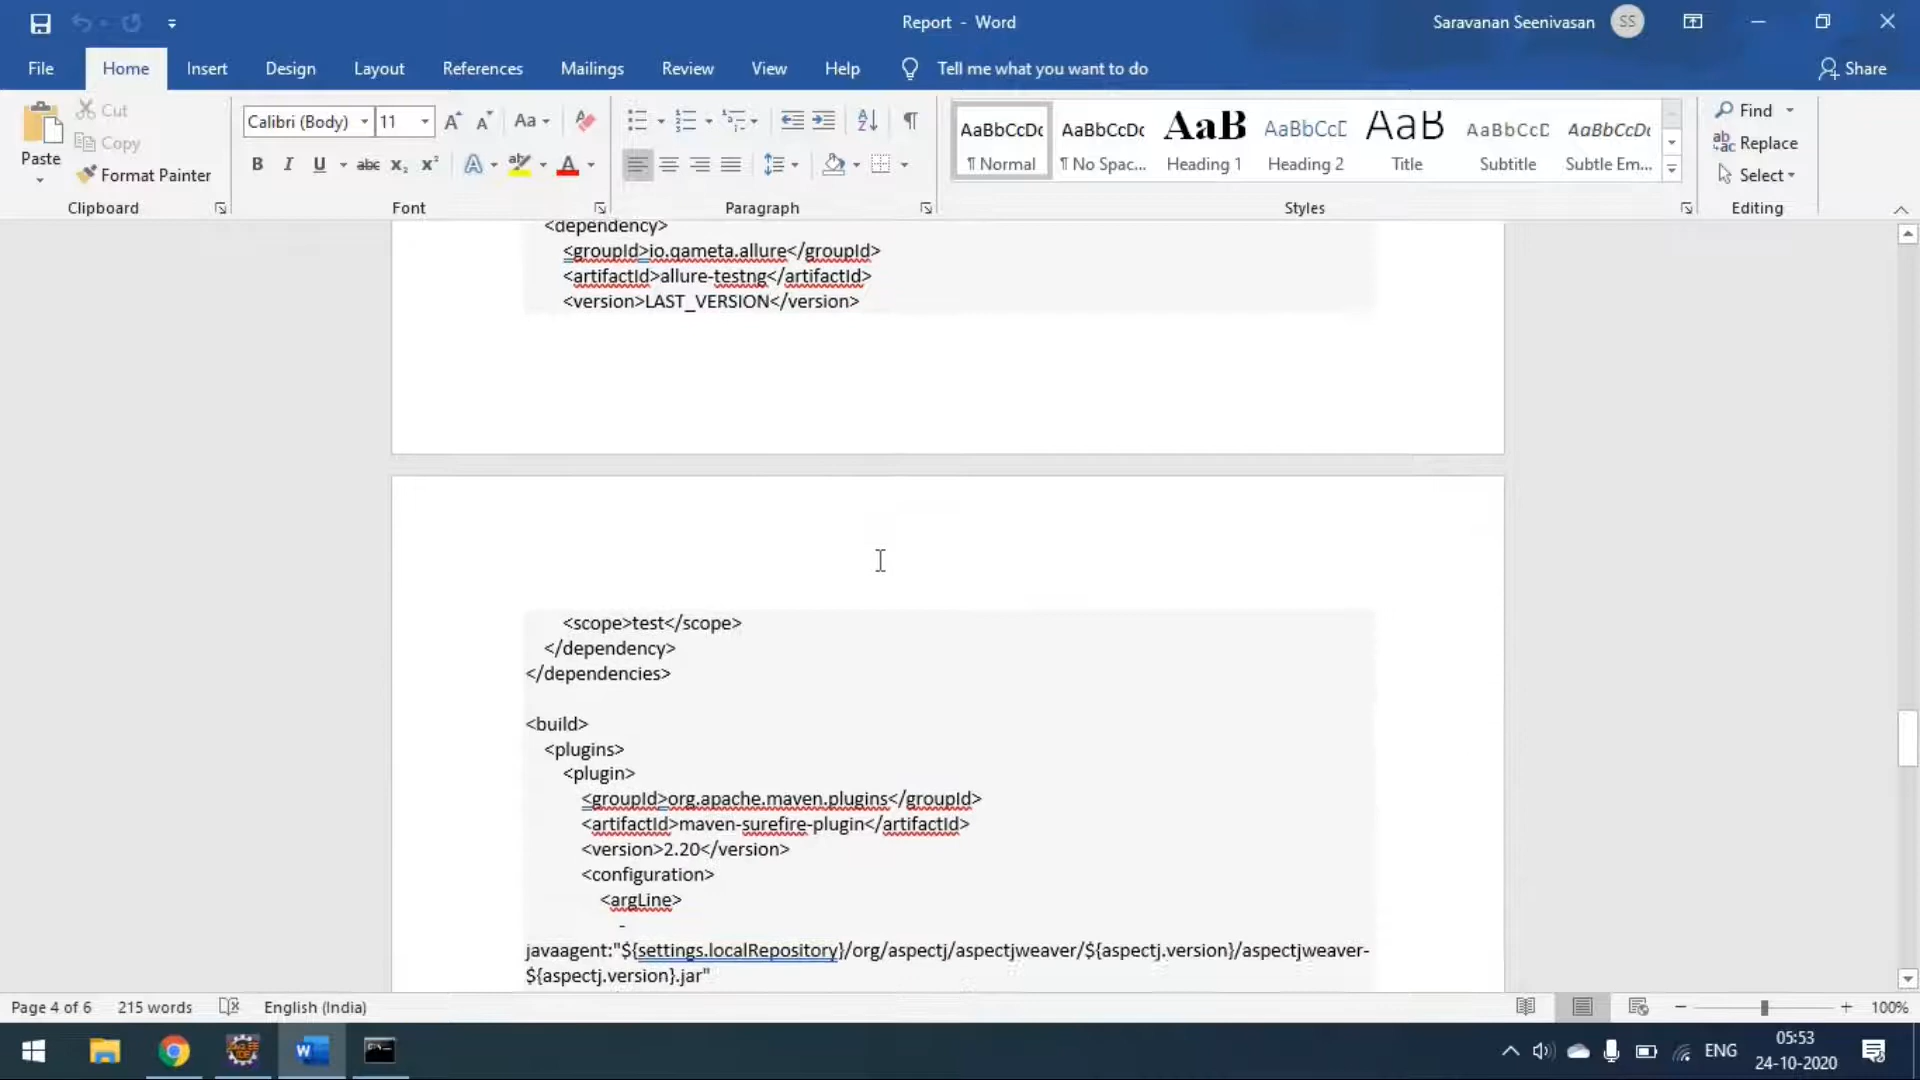 Report - Word
Saravanan Seenivasan
SS
File
Home
Insert
Design
Layout
References
Mailings
Review
View
Help
Tell me what you want to do
Share
Paste
Cut
Copy
Format Painter
Clipboard
Calibri (Body)
11
Aa
B I U abc x₂ x²
A
Font
Paragraph
AaBbCcDc
¶ Normal
AaBbCcDc
¶ No Spac...
AaB
Heading 1
AaBbCcD
Heading 2
AaB
Title
AaBbCcD
Subtitle
AaBbCcDc
Subtle Em...
Styles
Find
Replace
Select
Editing
<dependency>
<groupId>io.qameta.allure</groupId>
<artifactId>allure-testng</artifactId>
<version>LAST_VERSION</version>
<scope>test</scope>
</dependency>
</dependencies>
<build>
<plugins>
<plugin>
<groupId>org.apache.maven.plugins</groupId>
<artifactId>maven-surefire-plugin</artifactId>
<version>2.20</version>
<configuration>
<argLine>
-
javaagent:"${settings.localRepository}/org/aspectj/aspectjweaver/${aspectj.version}/aspectjweaver-
${aspectj.version}.jar"
Page 4 of 6
215 words
English (India)
100%
W
ENG
05:53
24-10-2020